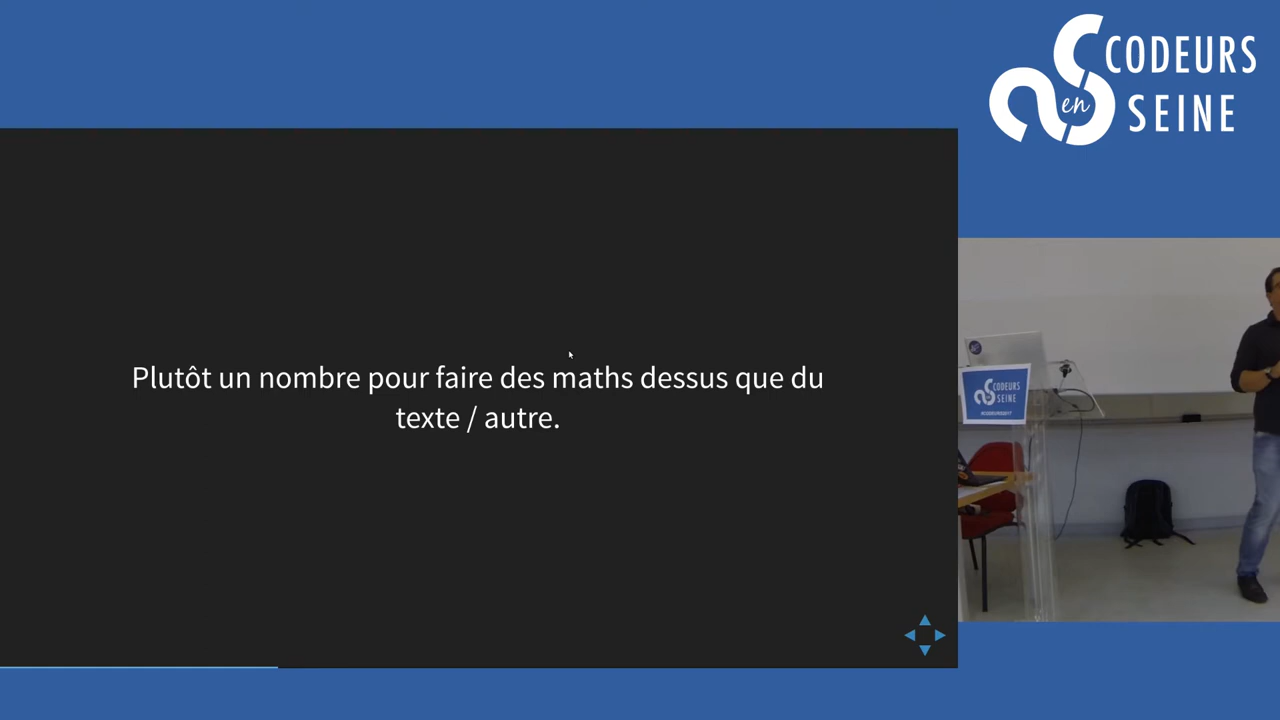 CODEURS
en
SEINE
Plutôt un nombre pour faire des maths dessus que du
texte / autre.
CODEURS
SEINE